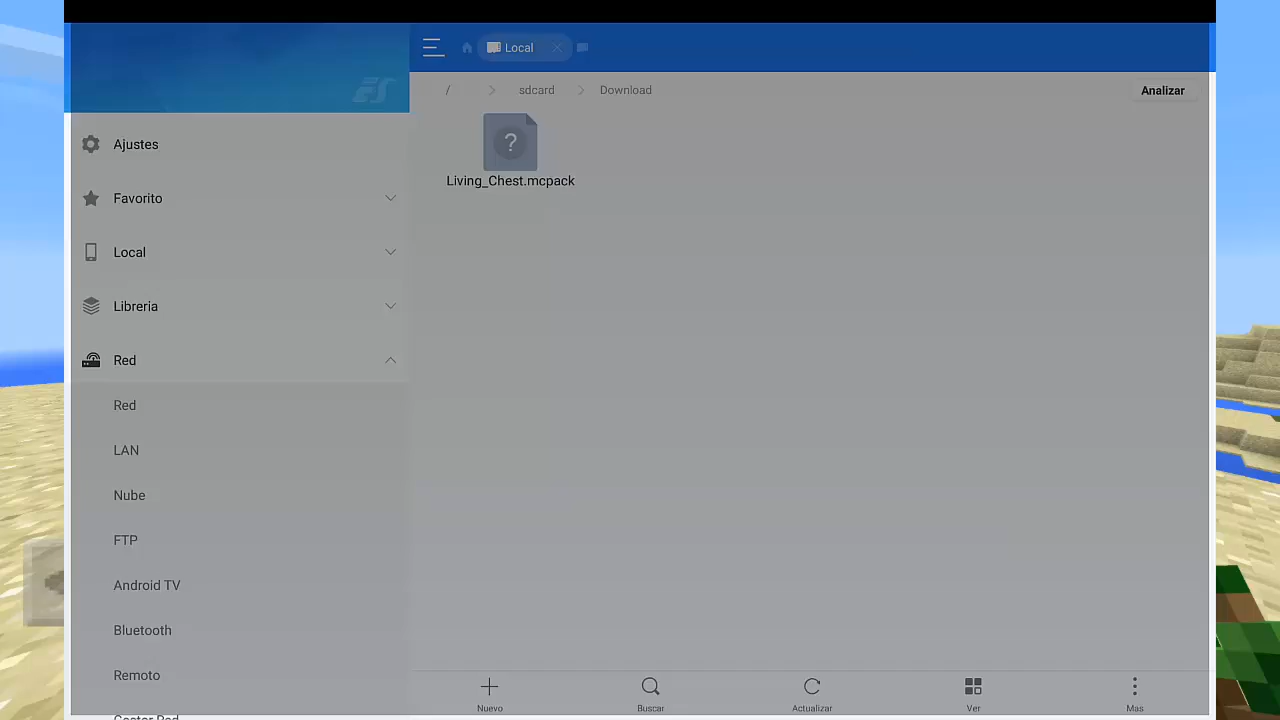 ES
Local
/ sdcard Download
Analizar
Living_Chest.mcpack
Ajustes
Favorito
Local
Libreria
Red
Red
LAN
Nube
FTP
Android TV
Bluetooth
Remoto
Nuevo
Buscar
Actualizar
Ver
Mas